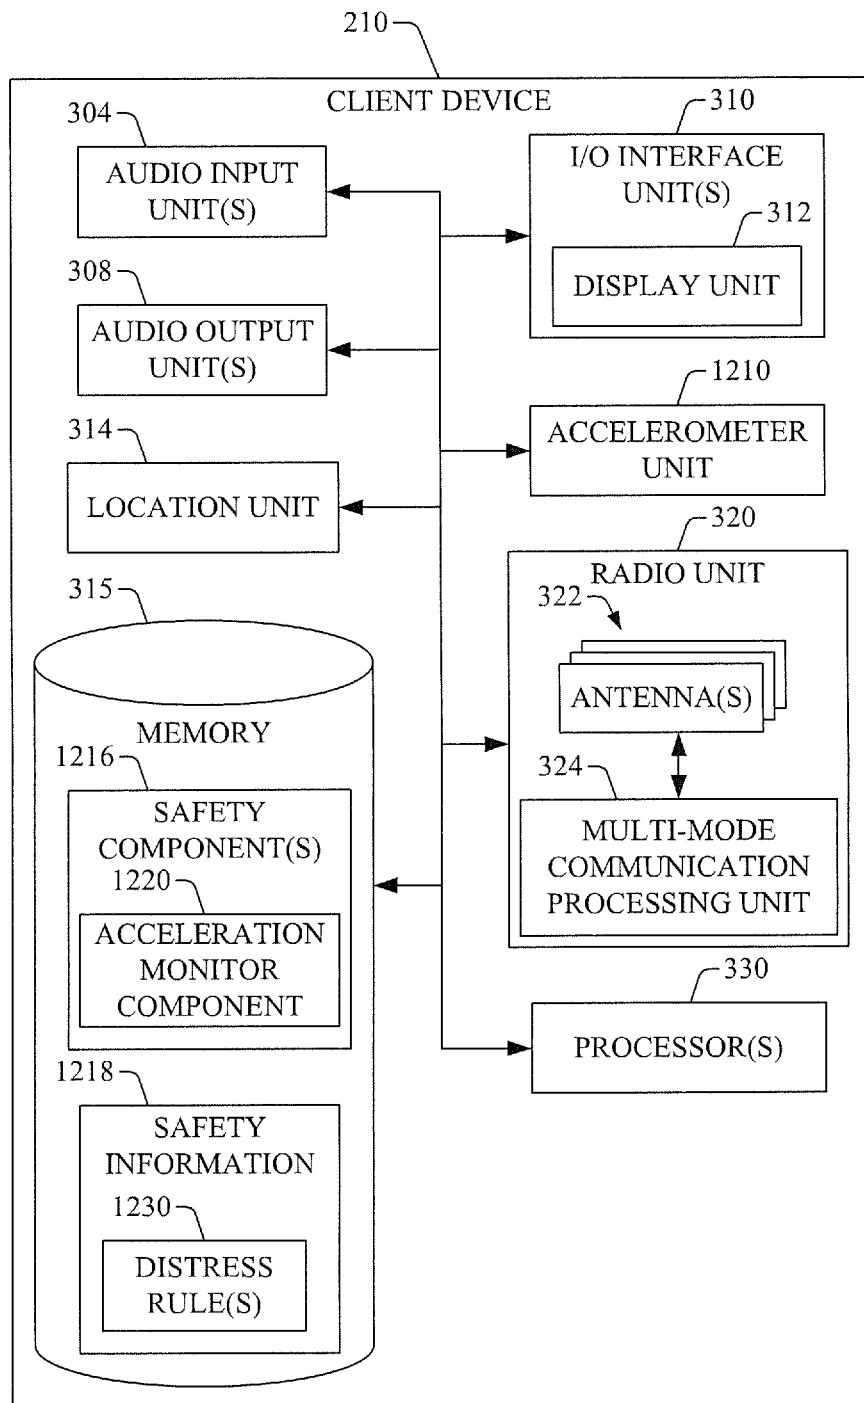 210
CLIENT DEVICE
304
AUDIO INPUT
UNIT(S)
308
AUDIO OUTPUT
UNIT(S)
314
LOCATION UNIT
315
MEMORY
1216
SAFETY
COMPONENT(S)
1220
ACCELERATION
MONITOR
COMPONENT
1218
SAFETY
INFORMATION
1230
DISTRESS
RULE(S)
310
I/O INTERFACE
UNIT(S)
312
DISPLAY UNIT
1210
ACCELEROMETER
UNIT
320
RADIO UNIT
322
ANTENNA(S)
324
MULTI-MODE
COMMUNICATION
PROCESSING UNIT
330
PROCESSOR(S)